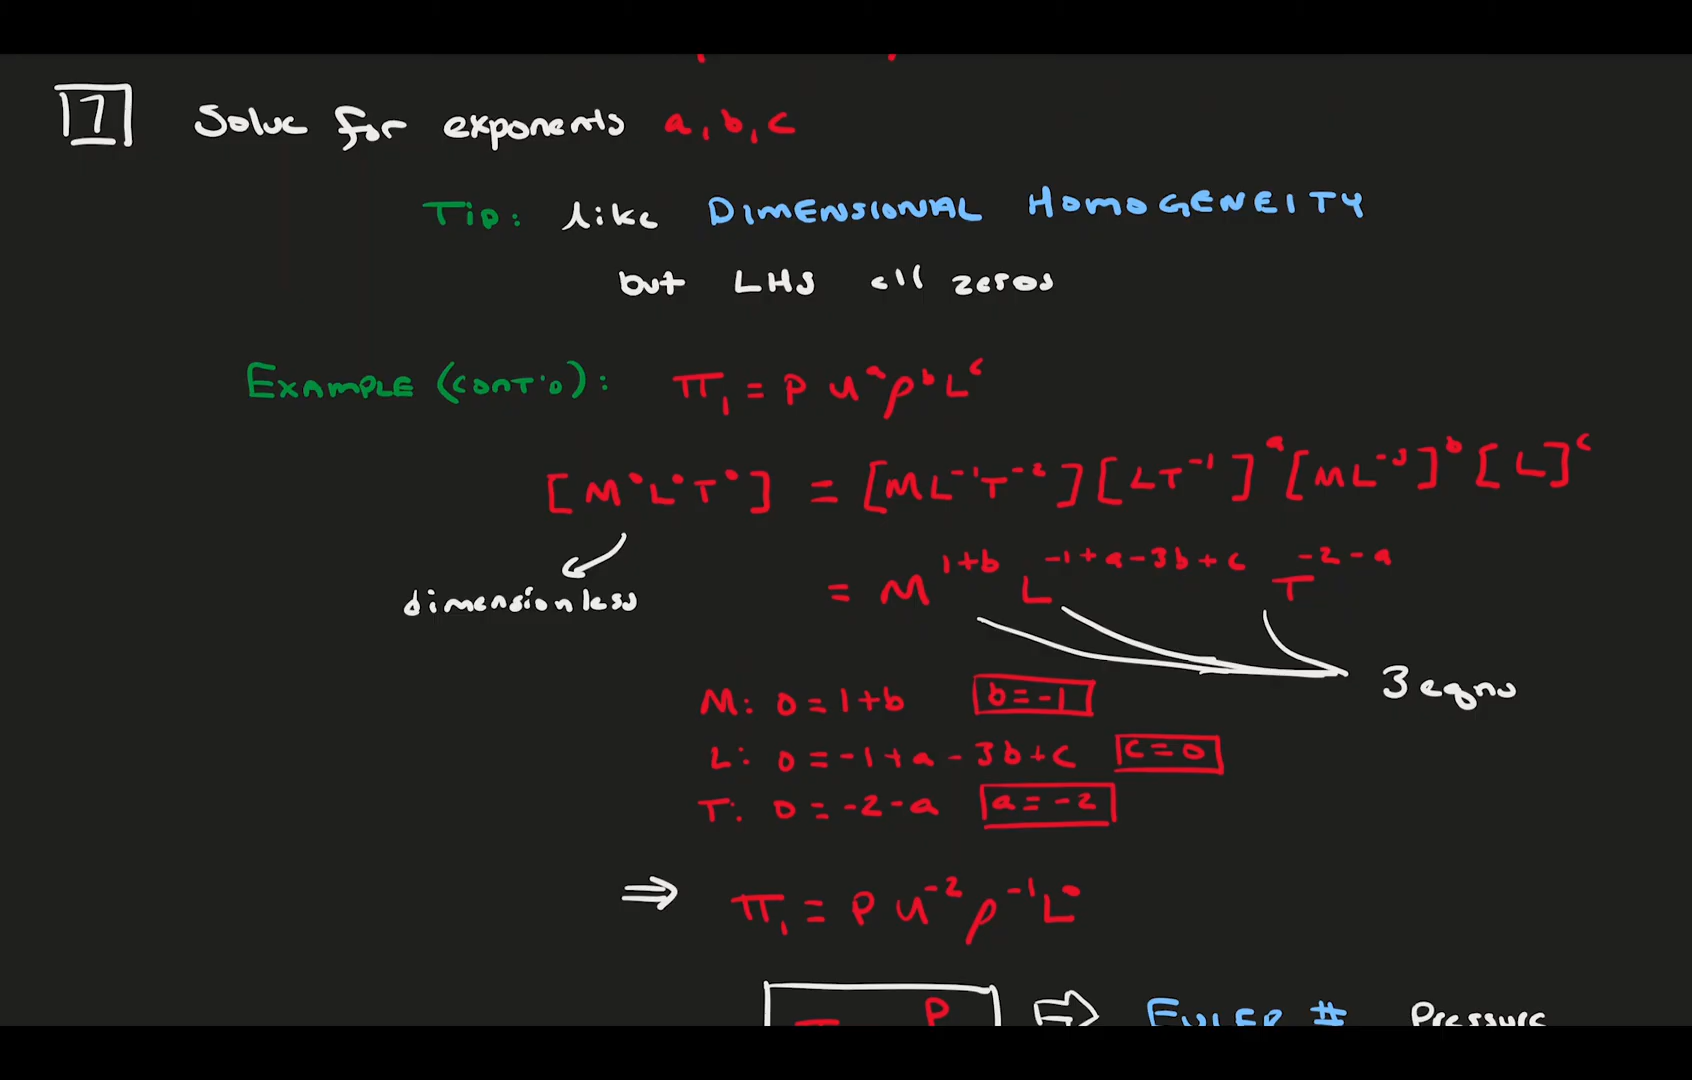 7 Solve for exponents a, b, c
Tip: like DIMENSIONAL HOMOGENEITY
but LHS all zeros
EXAMPLE (CONT'D): π₁ = P u^a ρ^b L^c
[M⁰L⁰T⁰] = [ML⁻¹T⁻²][LT⁻¹]^a[ML⁻³]^b[L]^c
dimensionless
= M^(1+b) L^(-1+a-3b+c) T^(-2-a)
3 eqns
M: 0 = 1+b b = -1
L: 0 = -1+a-3b+c c = 0
T: 0 = -2-a a = -2
⇒ π₁ = P u⁻² ρ⁻¹ L⁰
P ⇒ EULER # Pressure